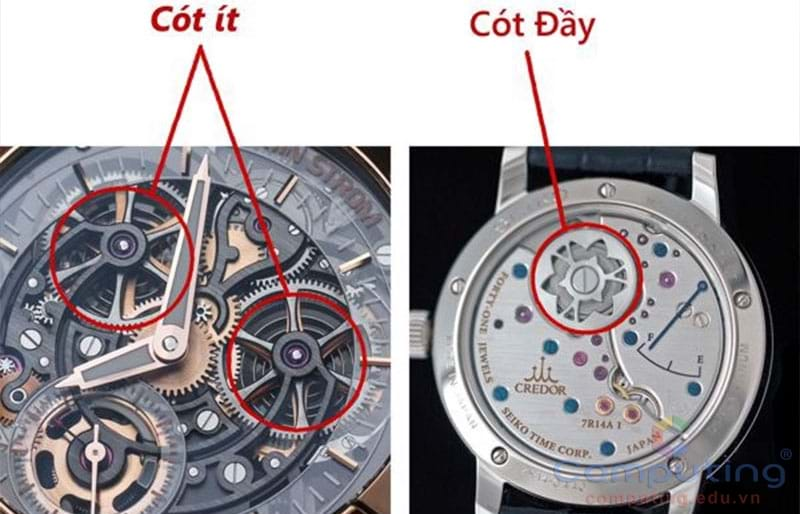 Cót ít
Cót Đầy
STROM
FORTY-ONE JEWELS
CREDOR
SEIKO TIME CORP.
7R14A 1
JAPAN
F
E
Computing®
computing.edu.vn